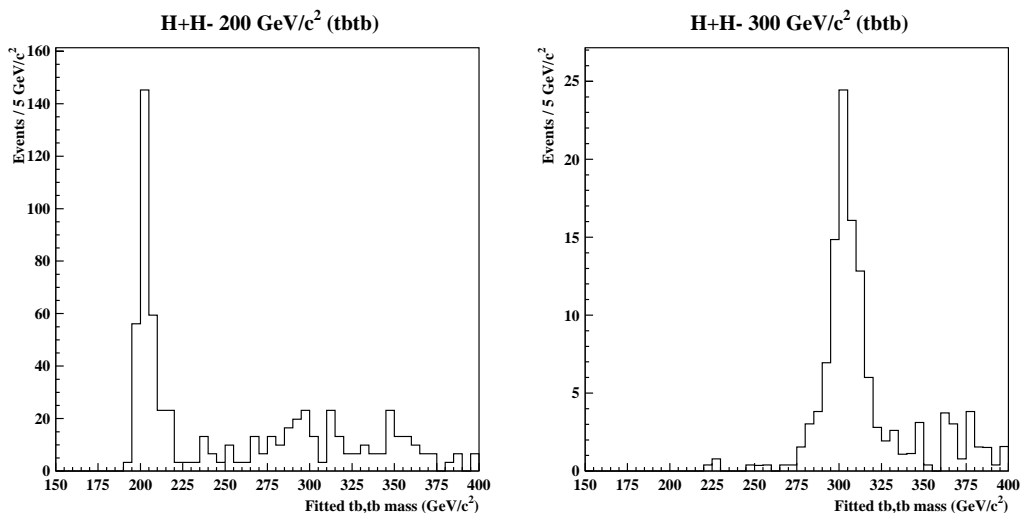 H+H- 200 GeV/c² (tbtb)
Events / 5 GeV/c²
160
140
120
100
80
60
40
20
0
150 175 200 225 250 275 300 325 350 375 400
Fitted tb,tb mass (GeV/c²)
H+H- 300 GeV/c² (tbtb)
Events / 5 GeV/c²
25
20
15
10
5
0
150 175 200 225 250 275 300 325 350 375 400
Fitted tb,tb mass (GeV/c²)